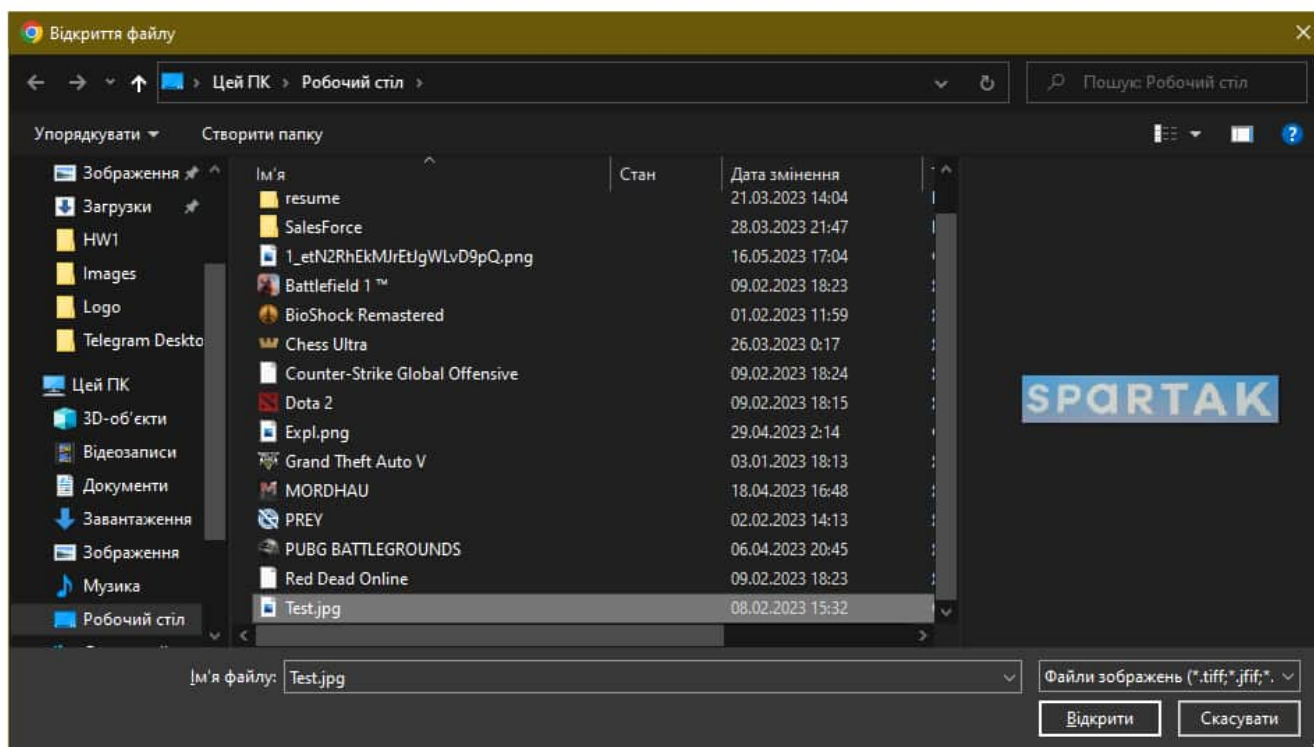 Відкриття файлу
Цей ПК › Робочий стіл ›
Пошук: Робочий стіл
Упорядкувати
Створити папку
Зображення
Загрузки
HW1
Images
Logo
Telegram Deskto
Цей ПК
3D-об'єкти
Відеозаписи
Документи
Завантаження
Зображення
Музика
Робочий стіл
Ім'я Стан Дата змінення
resume 21.03.2023 14:04
SalesForce 28.03.2023 21:47
1_etN2RhEkMJrEtJgWLvD9pQ.png 16.05.2023 17:04
Battlefield 1 ™ 09.02.2023 18:23
BioShock Remastered 01.02.2023 11:59
Chess Ultra 26.03.2023 0:17
Counter-Strike Global Offensive 09.02.2023 18:24
Dota 2 09.02.2023 18:15
Expl.png 29.04.2023 2:14
Grand Theft Auto V 03.01.2023 18:13
MORDHAU 18.04.2023 16:48
PREY 02.02.2023 14:13
PUBG BATTLEGROUNDS 06.04.2023 20:45
Red Dead Online 09.02.2023 18:23
Test.jpg 08.02.2023 15:32
SPARTAK
Ім'я файлу: Test.jpg
Файли зображень (*.tiff;*.jfif;*.
Відкрити
Скасувати